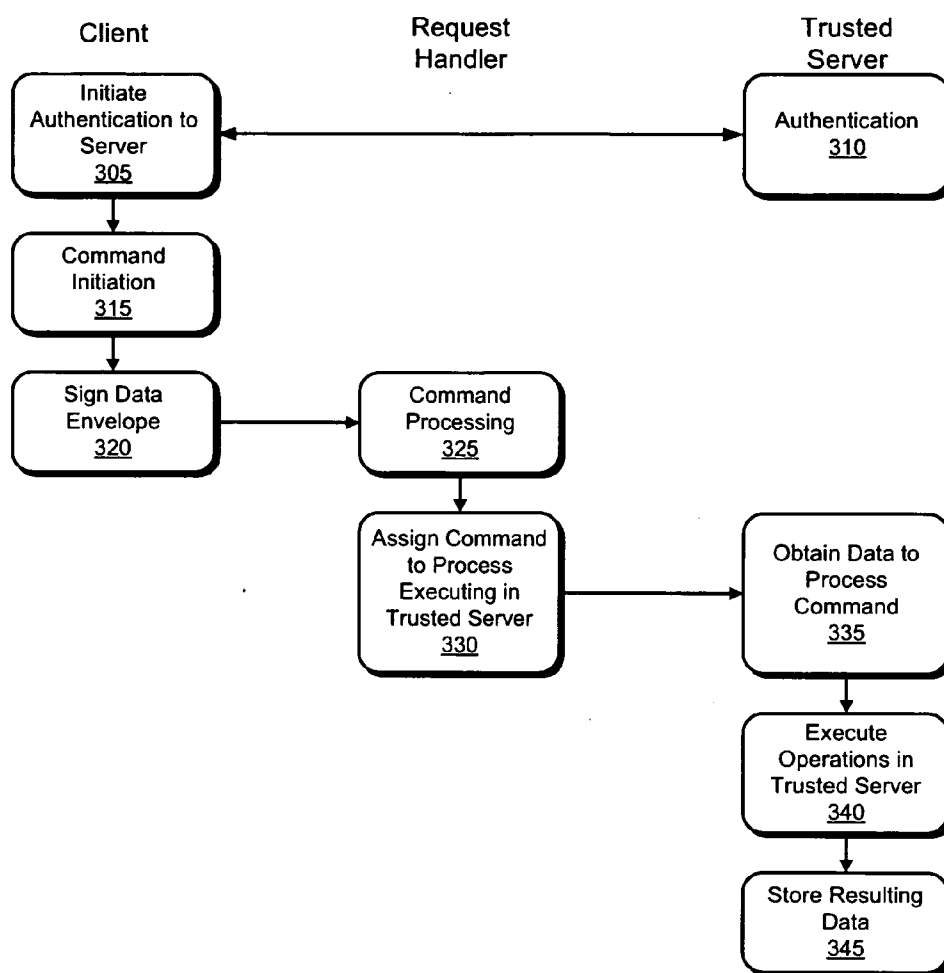 Client
Request
Handler
Trusted
Server
Initiate
Authentication to
Server
305
Authentication
310
Command
Initiation
315
Sign Data
Envelope
320
Command
Processing
325
Assign Command
to Process
Executing in
Trusted Server
330
Obtain Data to
Process
Command
335
Execute
Operations in
Trusted Server
340
Store Resulting
Data
345